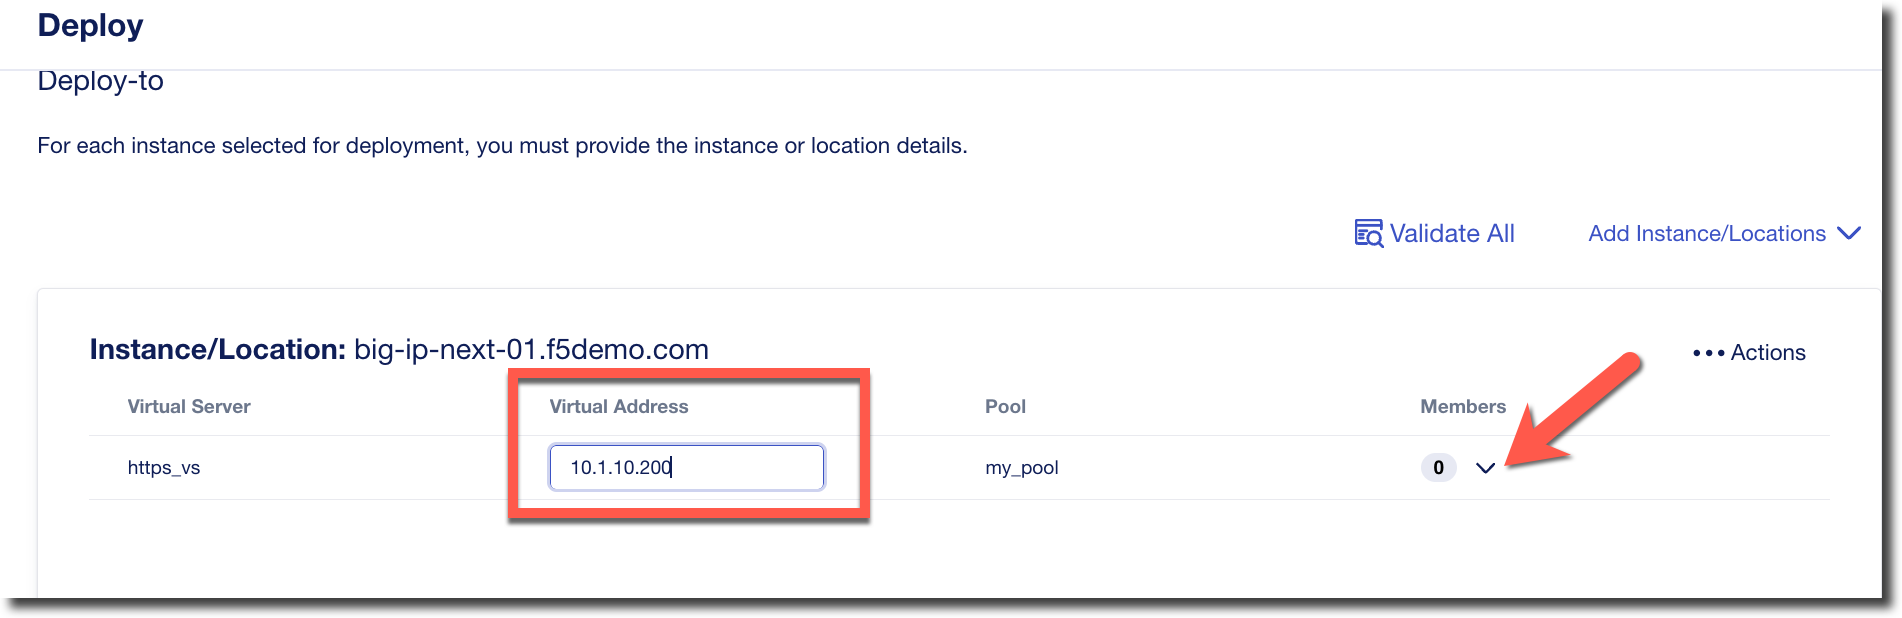 Deploy
Deploy-to
For each instance selected for deployment, you must provide the instance or location details.
Validate All Add Instance/Locations
Instance/Location: big-ip-next-01.f5demo.com
••• Actions
Virtual Server Virtual Address Pool Members
https_vs 10.1.10.200 my_pool 0